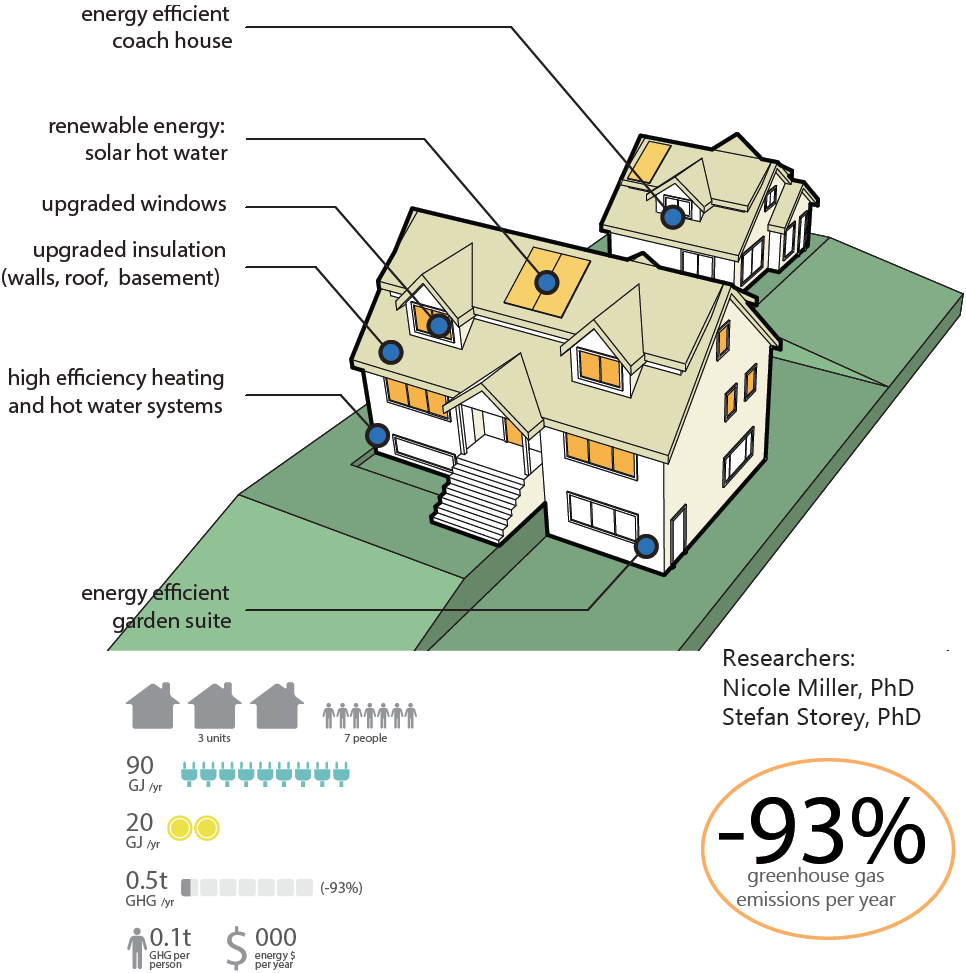 energy efficient
coach house
renewable energy:
solar hot water
upgraded windows
upgraded insulation
(walls, roof, basement)
high efficiency heating
and hot water systems
energy efficient
garden suite
Researchers:
Nicole Miller, PhD
Stefan Storey, PhD
3 units
7 people
90
GJ /yr
20
GJ /yr
0.5t
GHG /yr
(-93%)
0.1t
GHG per
person
$ 000
energy $
per year
-93%
greenhouse gas
emissions per year